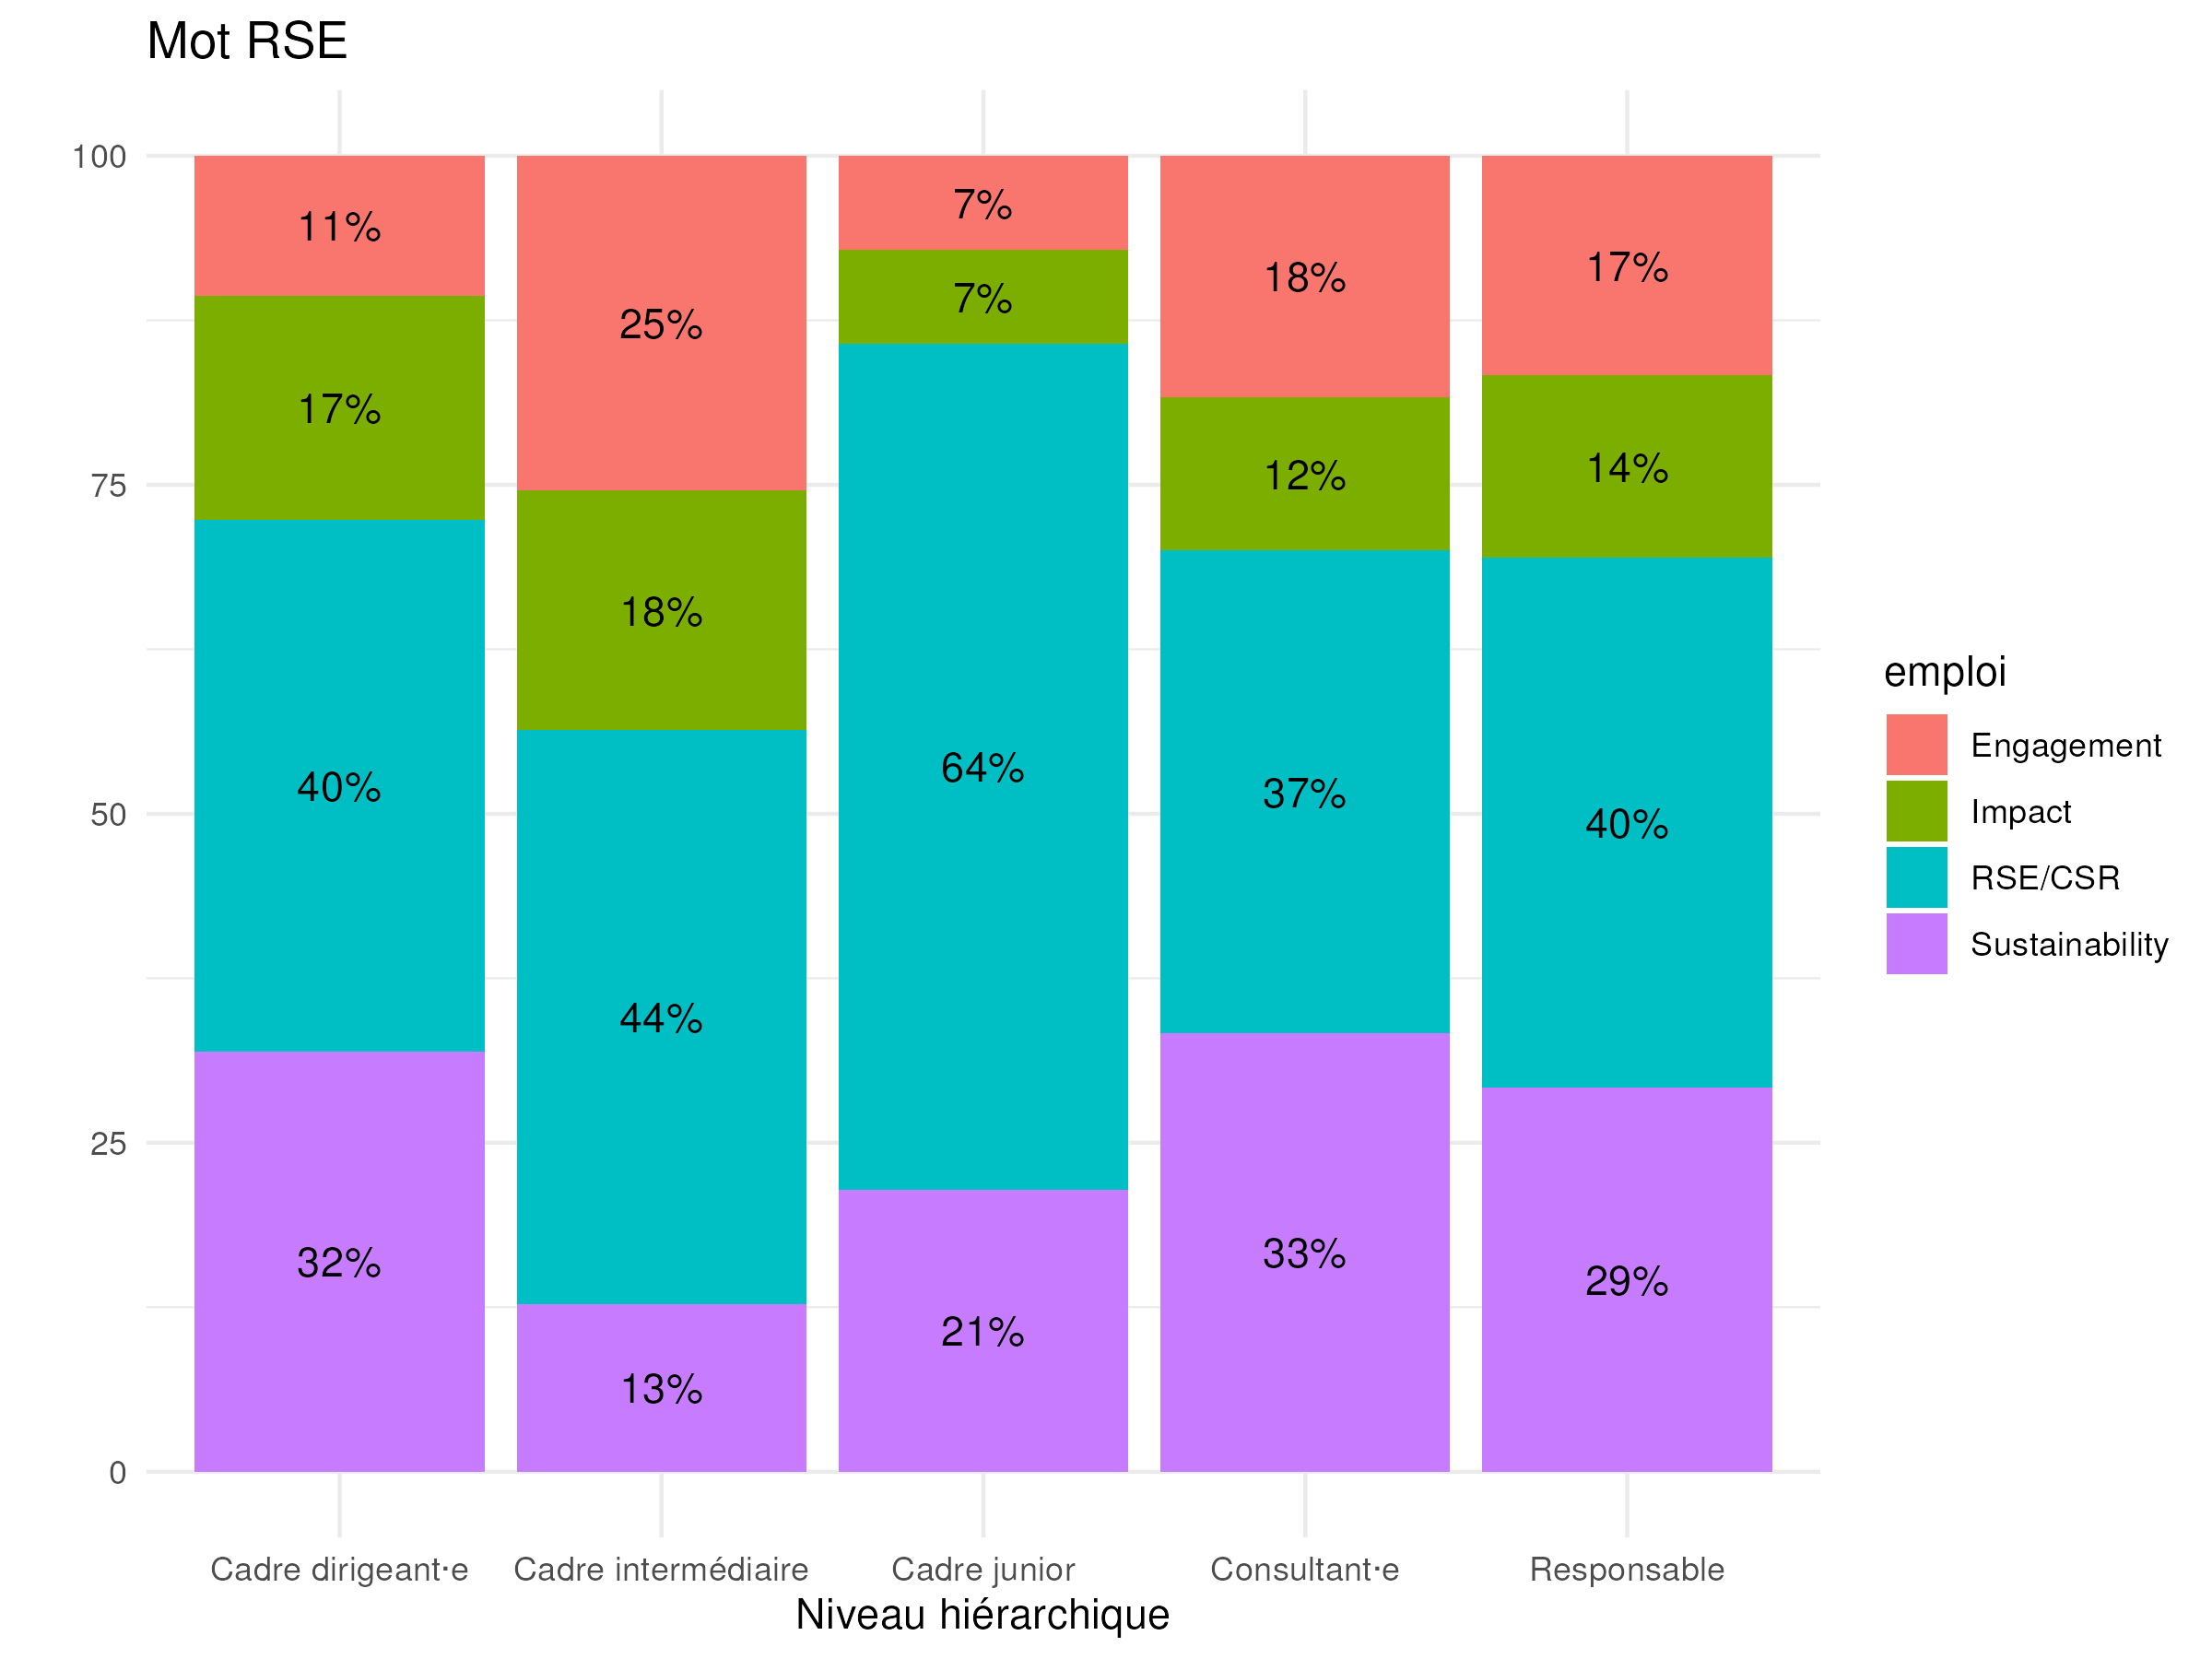 Mot RSE
100
75
50
25
0
11%
17%
40%
32%
25%
18%
44%
13%
7%
7%
64%
21%
18%
12%
37%
33%
17%
14%
40%
29%
Cadre dirigeant·e
Cadre intermédiaire
Cadre junior
Consultant·e
Responsable
Niveau hiérarchique
emploi
Engagement
Impact
RSE/CSR
Sustainability